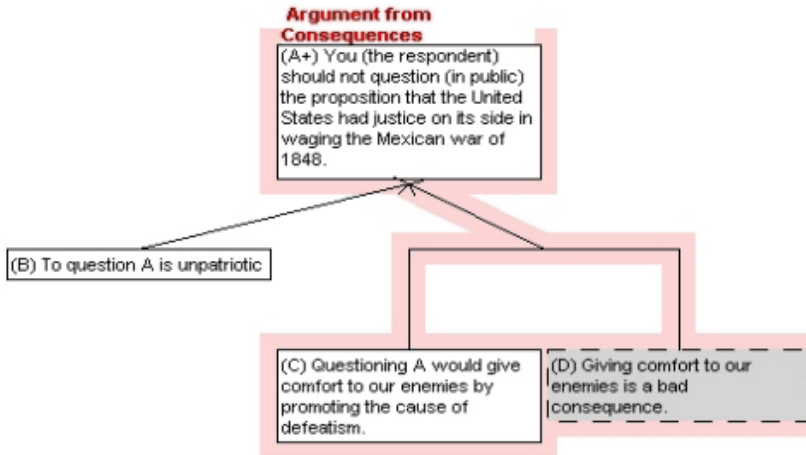 Argument from
Consequences
(A+) You (the respondent)
should not question (in public)
the proposition that the United
States had justice on its side in
waging the Mexican war of
1848.
(B) To question A is unpatriotic
(C) Questioning A would give
comfort to our enemies by
promoting the cause of
defeatism.
(D) Giving comfort to our
enemies is a bad
consequence.